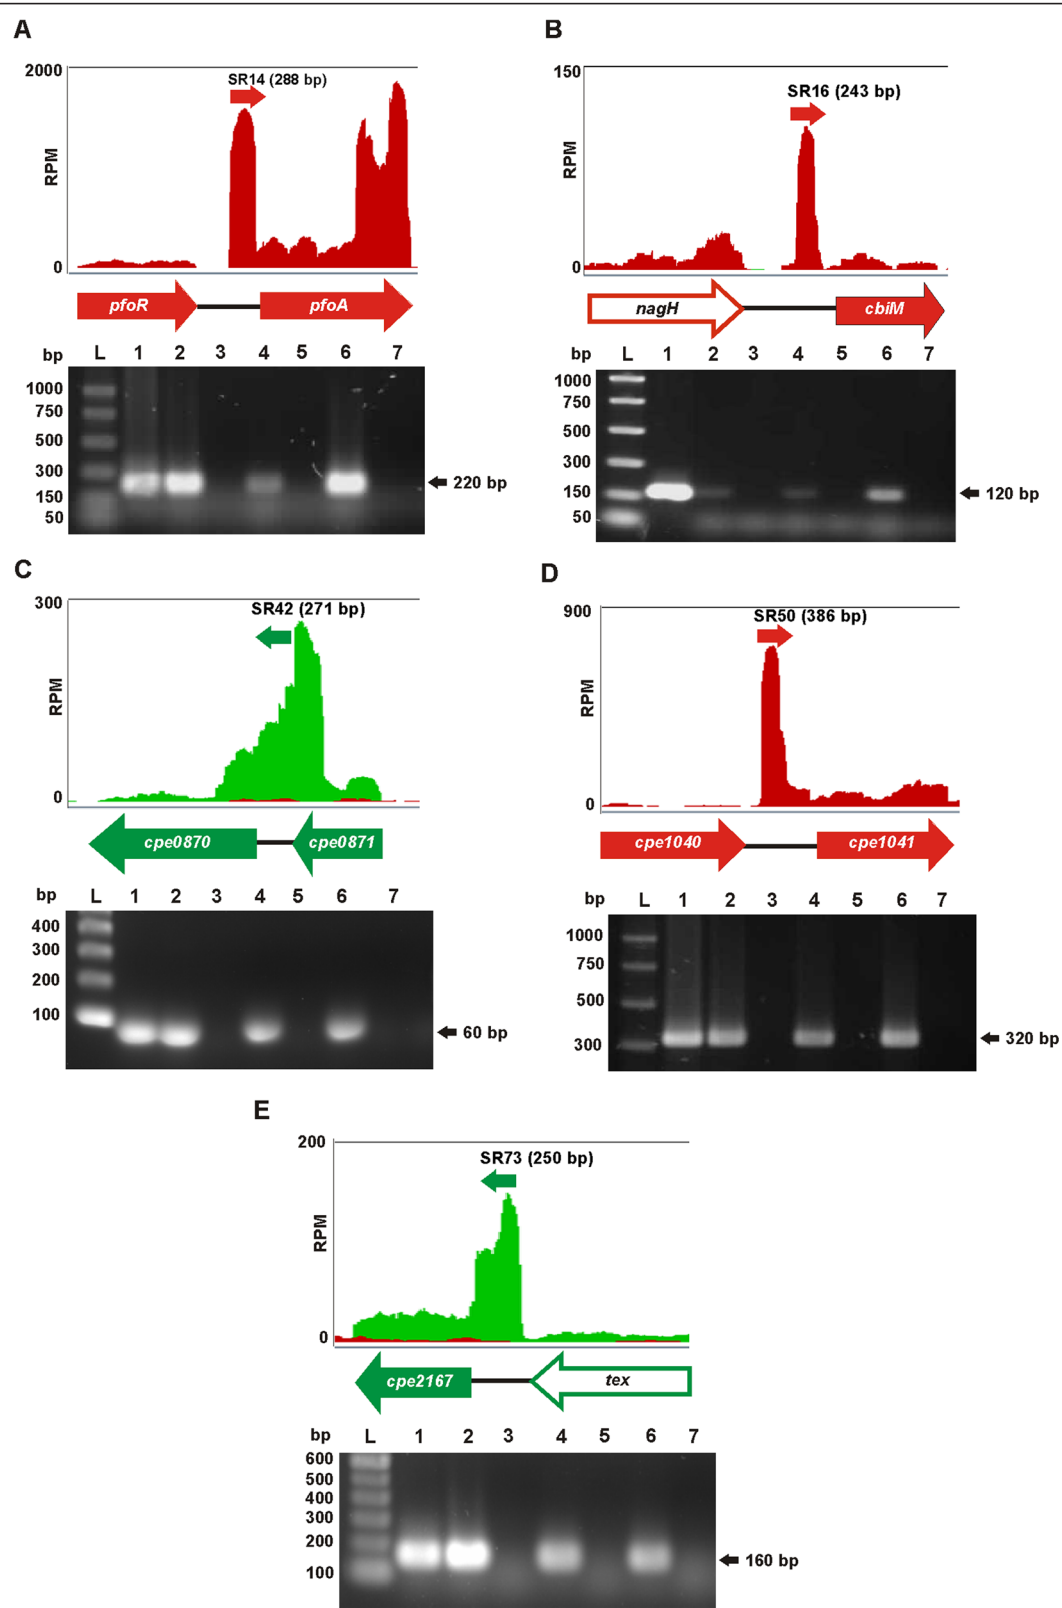 A
2000
SR14 (288 bp)
RPM
0
pfoR
pfoA
bp L 1 2 3 4 5 6 7
1000
750
500
300
150
50
220 bp
B
150
SR16 (243 bp)
RPM
0
nagH
cbiM
bp L 1 2 3 4 5 6 7
1000
750
500
300
150
50
120 bp
C
300
SR42 (271 bp)
RPM
0
cpe0870
cpe0871
bp L 1 2 3 4 5 6 7
400
300
200
100
60 bp
D
900
SR50 (386 bp)
RPM
0
cpe1040
cpe1041
bp L 1 2 3 4 5 6 7
1000
750
500
300
320 bp
E
200
SR73 (250 bp)
RPM
0
cpe2167
tex
bp L 1 2 3 4 5 6 7
600
500
400
300
200
100
160 bp